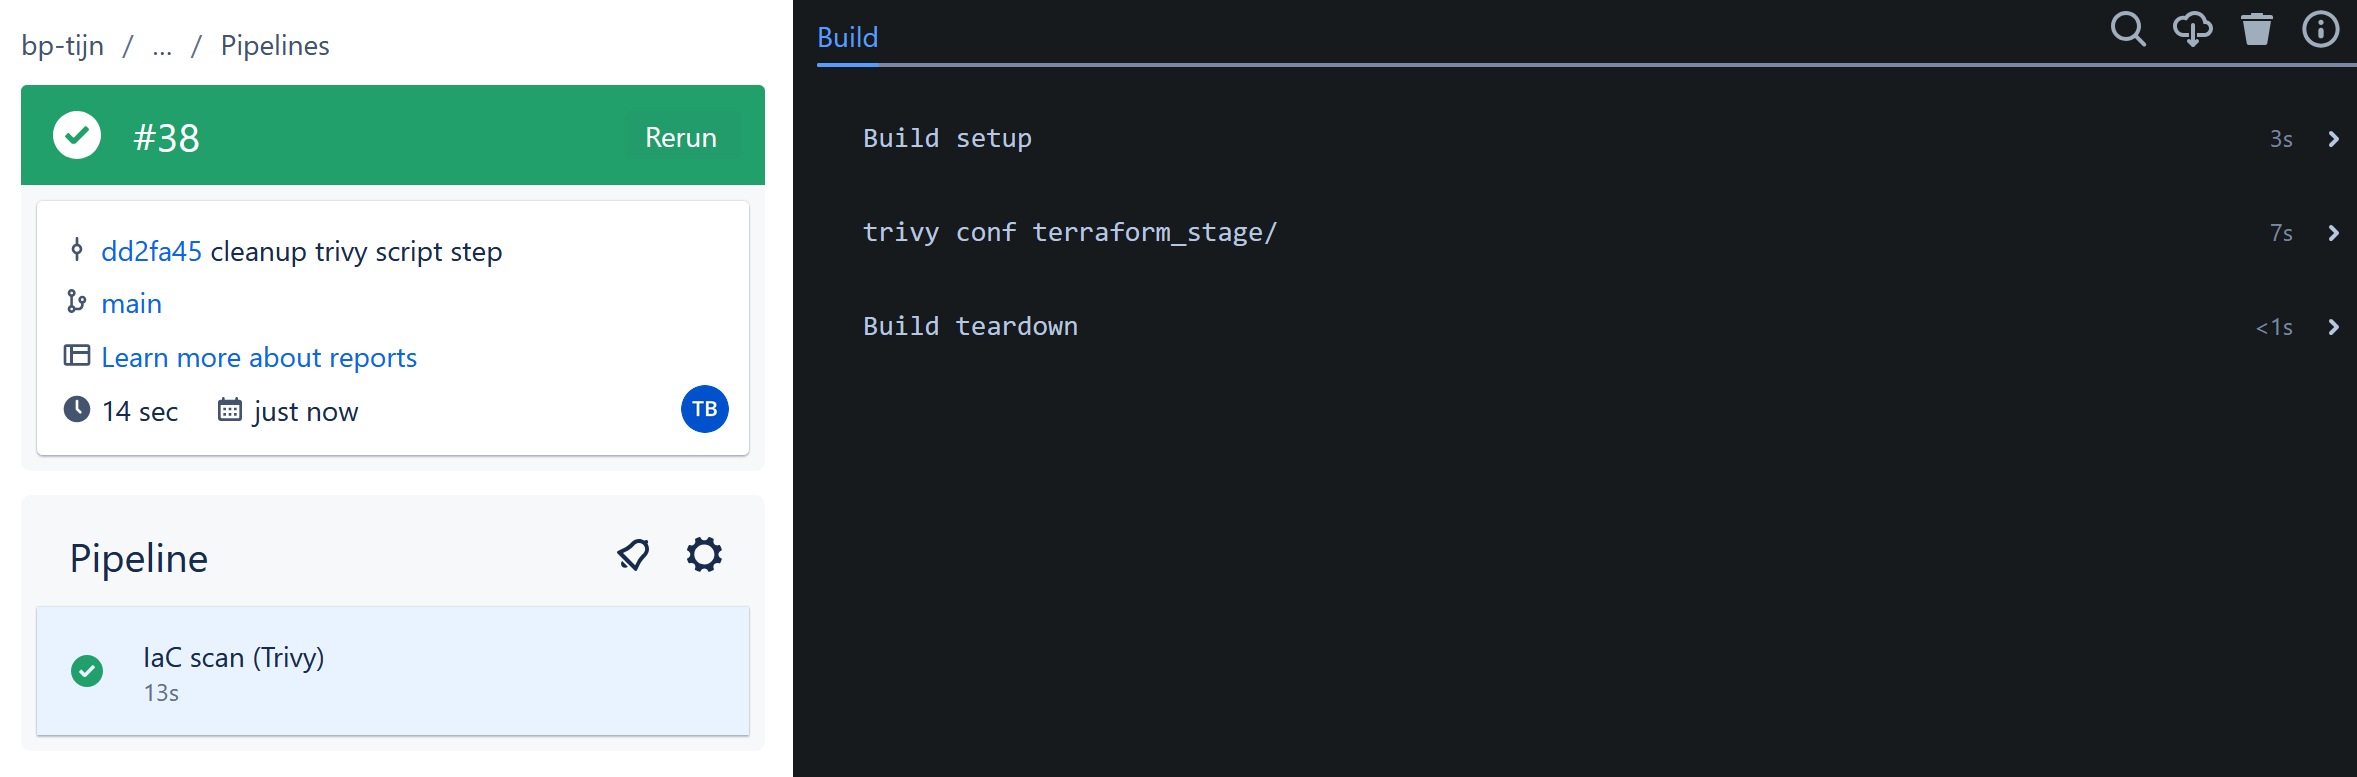 bp-tijn / ... / Pipelines
#38
Rerun
dd2fa45 cleanup trivy script step
main
Learn more about reports
14 sec just now
TB
Pipeline
IaC scan (Trivy)
13s
Build
Build setup 3s
trivy conf terraform_stage/ 7s
Build teardown <1s